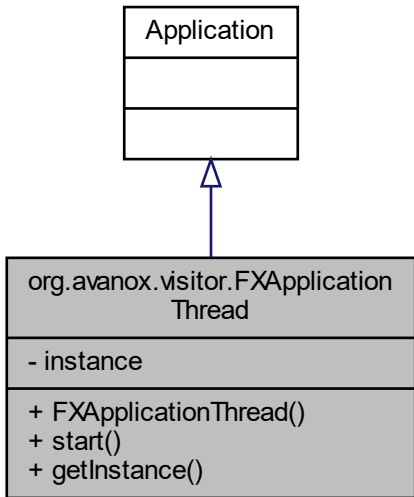 Application
org.avanox.visitor.FXApplication
Thread
- instance
+ FXApplicationThread()
+ start()
+ getInstance()